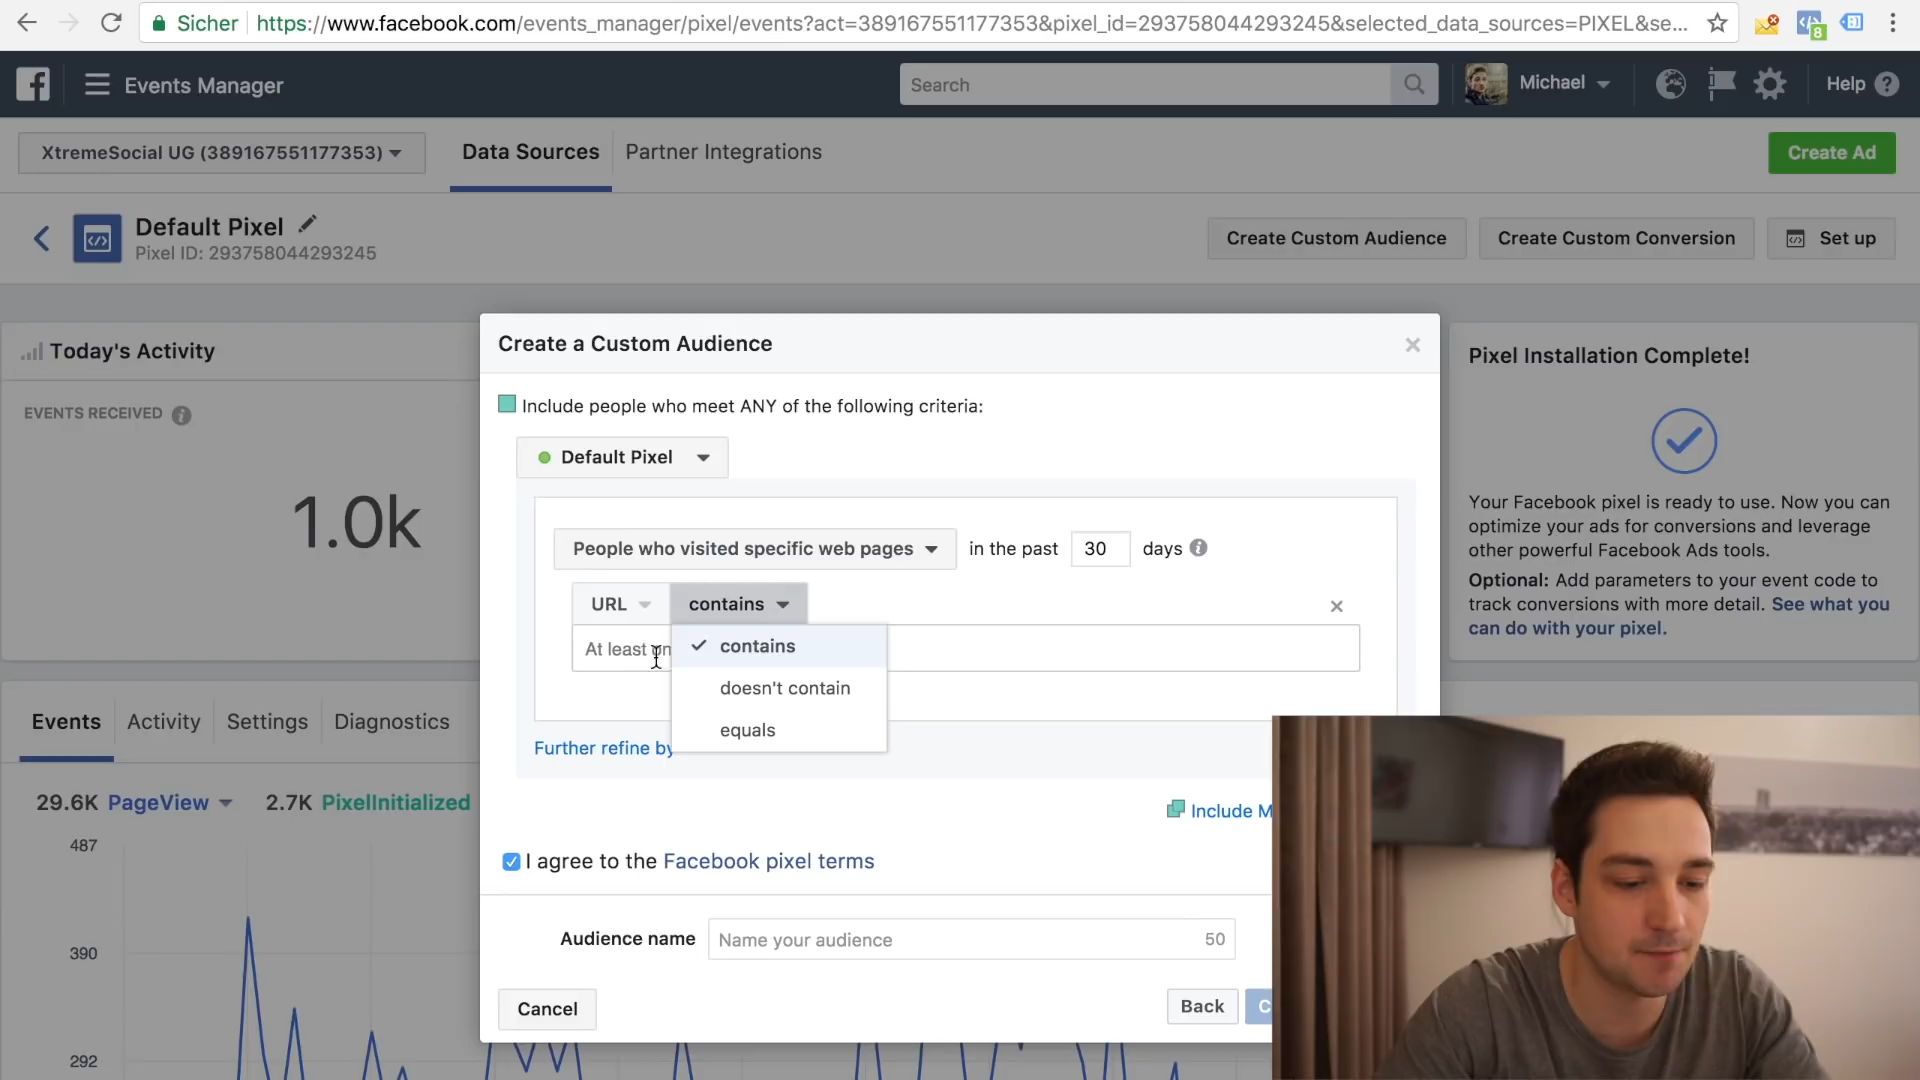 Sicher https://www.facebook.com/events_manager/pixel/events?act=389167551177353&pixel_id=293758044293245&selected_data_sources=PIXEL&se...
8
Events Manager
Search
Michael
Help ?
XtremeSocial UG (389167551177353)
Data Sources
Partner Integrations
Create Ad
Default Pixel
Pixel ID: 293758044293245
Create Custom Audience
Create Custom Conversion
Set up
Today's Activity
EVENTS RECEIVED
1.0k
Create a Custom Audience
Include people who meet ANY of the following criteria:
Default Pixel
People who visited specific web pages
in the past
30
days
URL
contains
At least
contains
doesn't contain
equals
Further refine by
Include M
I agree to the Facebook pixel terms
Audience name
Name your audience
50
Cancel
Back
C
Pixel Installation Complete!
Your Facebook pixel is ready to use. Now you can
optimize your ads for conversions and leverage
other powerful Facebook Ads tools.
Optional: Add parameters to your event code to
track conversions with more detail. See what you
can do with your pixel.
Events
Activity
Settings
Diagnostics
29.6K PageView
2.7K PixelInitialized
487
390
292